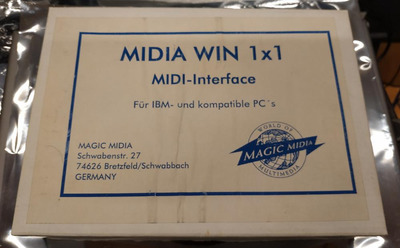 MIDIA WIN 1x1
MIDI-Interface
Für IBM- und kompatible PC´s
MAGIC MIDIA
Schwabenstr. 27
74626 Bretzfeld/Schwabbach
GERMANY
WORLD OF
MAGIC MIDIA
MULTIMEDIA